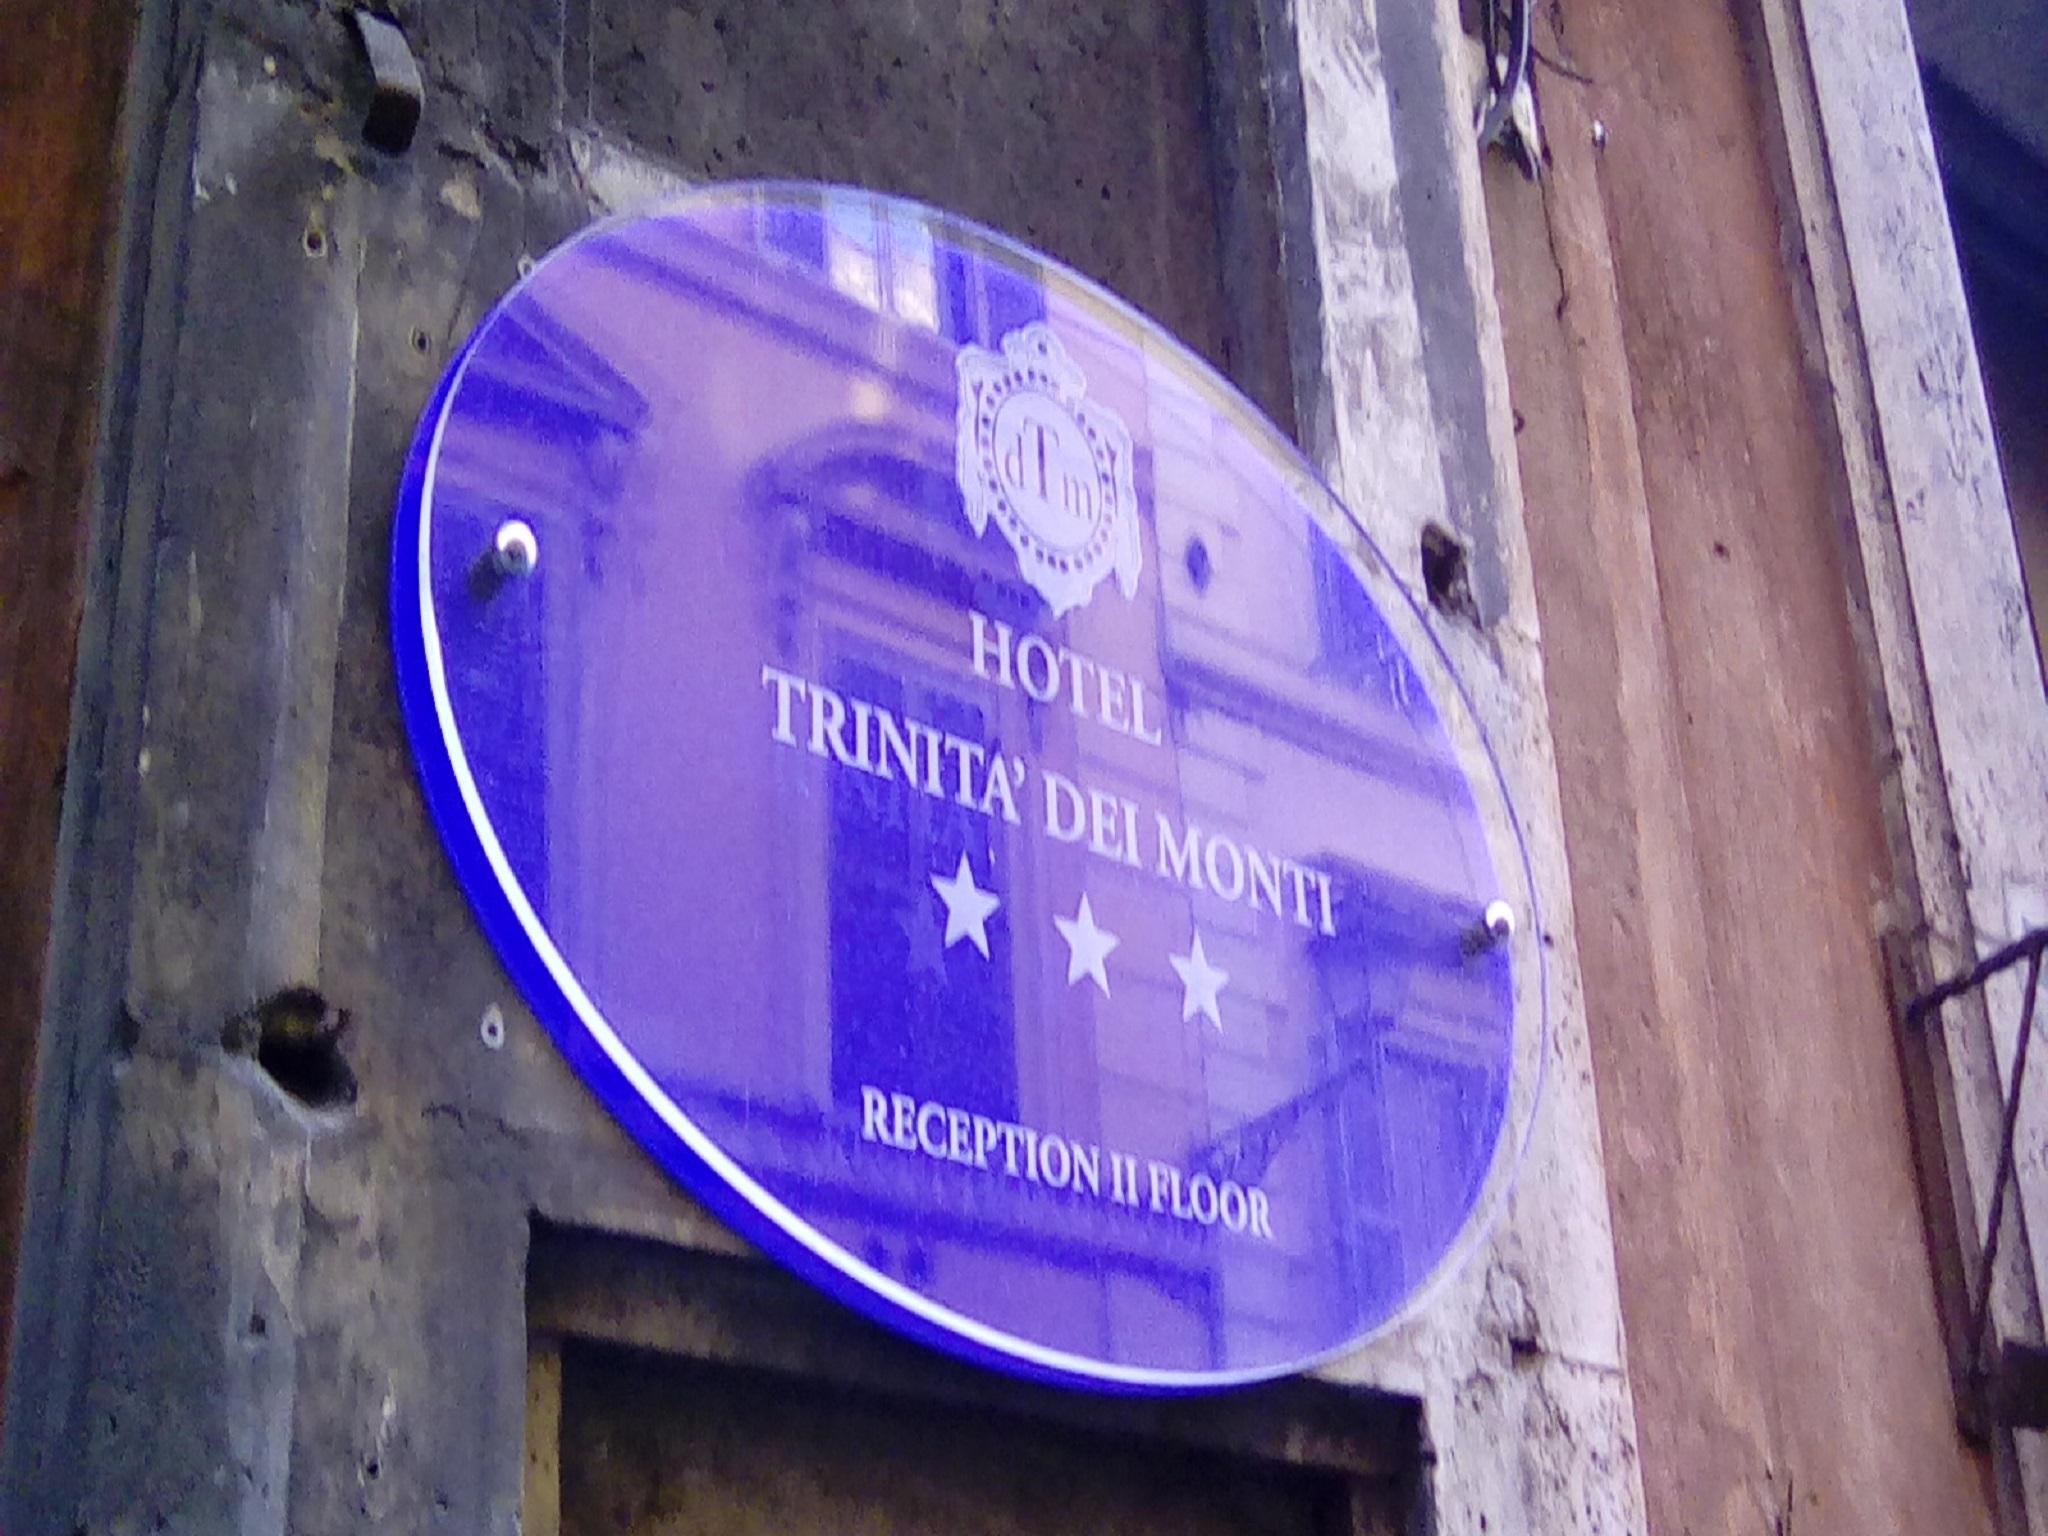 dTm
HOTEL
TRINITA' DEI MONTI
RECEPTION II FLOOR